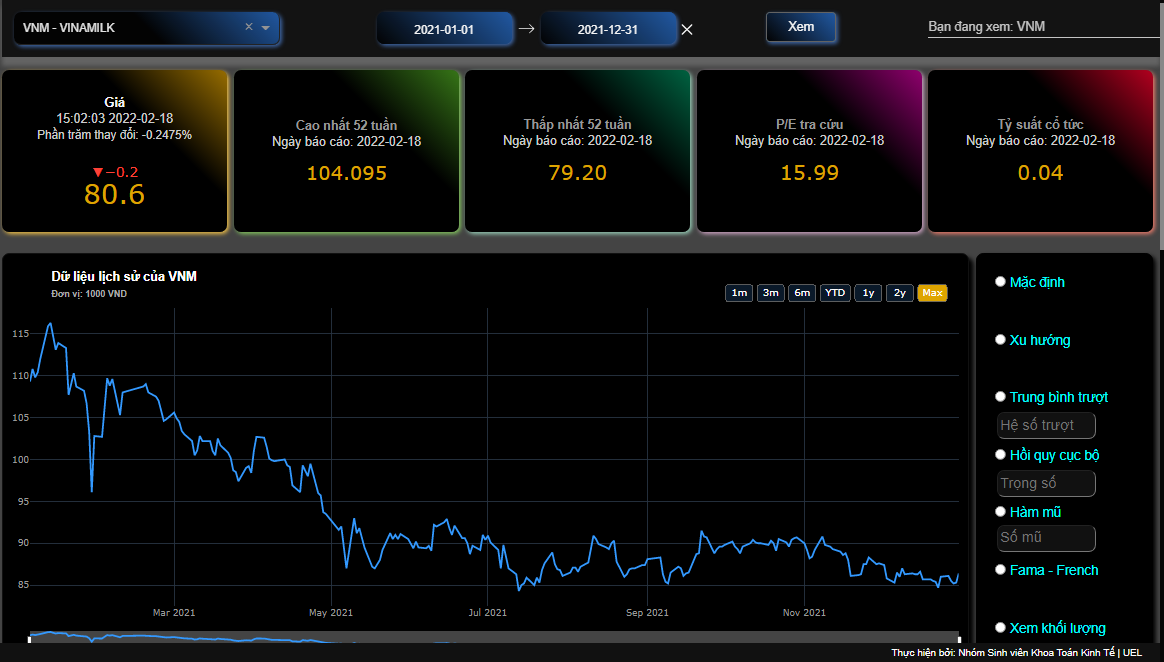 VNM - VINAMILK
2021-01-01 → 2021-12-31
Xem
Bạn đang xem: VNM
Giá
15:02:03 2022-02-18
Phần trăm thay đổi: -0.2475%
▼−0.2
80.6
Cao nhất 52 tuần
Ngày báo cáo: 2022-02-18
104.095
Thấp nhất 52 tuần
Ngày báo cáo: 2022-02-18
79.20
P/E tra cứu
Ngày báo cáo: 2022-02-18
15.99
Tỷ suất cổ tức
Ngày báo cáo: 2022-02-18
0.04
Dữ liệu lịch sử của VNM
Đơn vị: 1000 VND
1m 3m 6m YTD 1y 2y Max
115
110
105
100
95
90
85
Mar 2021 May 2021 Jul 2021 Sep 2021 Nov 2021
Mặc định
Xu hướng
Trung bình trượt
Hệ số trượt
Hồi quy cục bộ
Trọng số
Hàm mũ
Số mũ
Fama - French
Xem khối lượng
Thực hiện bởi: Nhóm Sinh viên Khoa Toán Kinh Tế | UEL